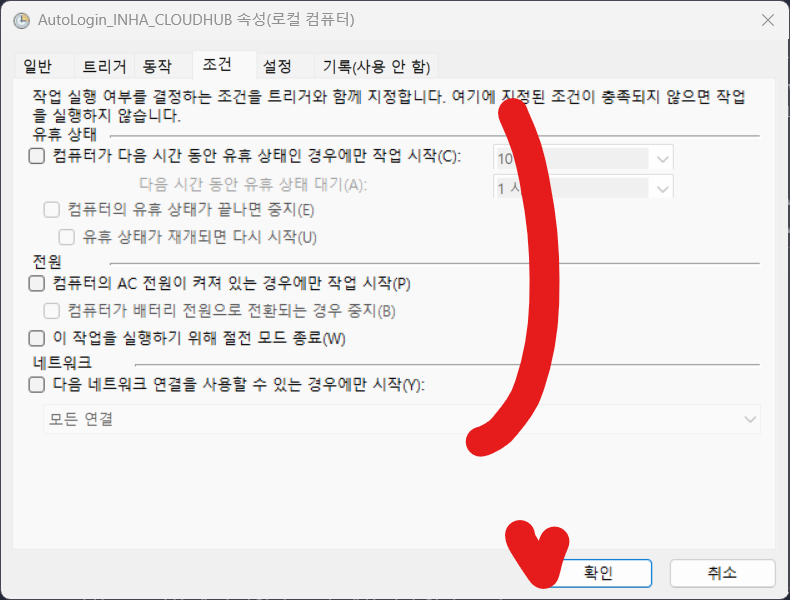 AutoLogin_INHA_CLOUDHUB 속성(로컬 컴퓨터)
일반 트리거 동작 조건 설정 기록(사용 안 함)
작업 실행 여부를 결정하는 조건을 트리거와 함께 지정합니다. 여기에 지정된 조건이 충족되지 않으면 작업
을 실행하지 않습니다.
유휴 상태
컴퓨터가 다음 시간 동안 유휴 상태인 경우에만 작업 시작(C): 10
다음 시간 동안 유휴 상태 대기(A): 1
컴퓨터의 유휴 상태가 끝나면 중지(E)
유휴 상태가 재개되면 다시 시작(U)
전원
컴퓨터의 AC 전원이 켜져 있는 경우에만 작업 시작(P)
컴퓨터가 배터리 전원으로 전환되는 경우 중지(B)
이 작업을 실행하기 위해 절전 모드 종료(W)
네트워크
다음 네트워크 연결을 사용할 수 있는 경우에만 시작(Y):
모든 연결
확인 취소